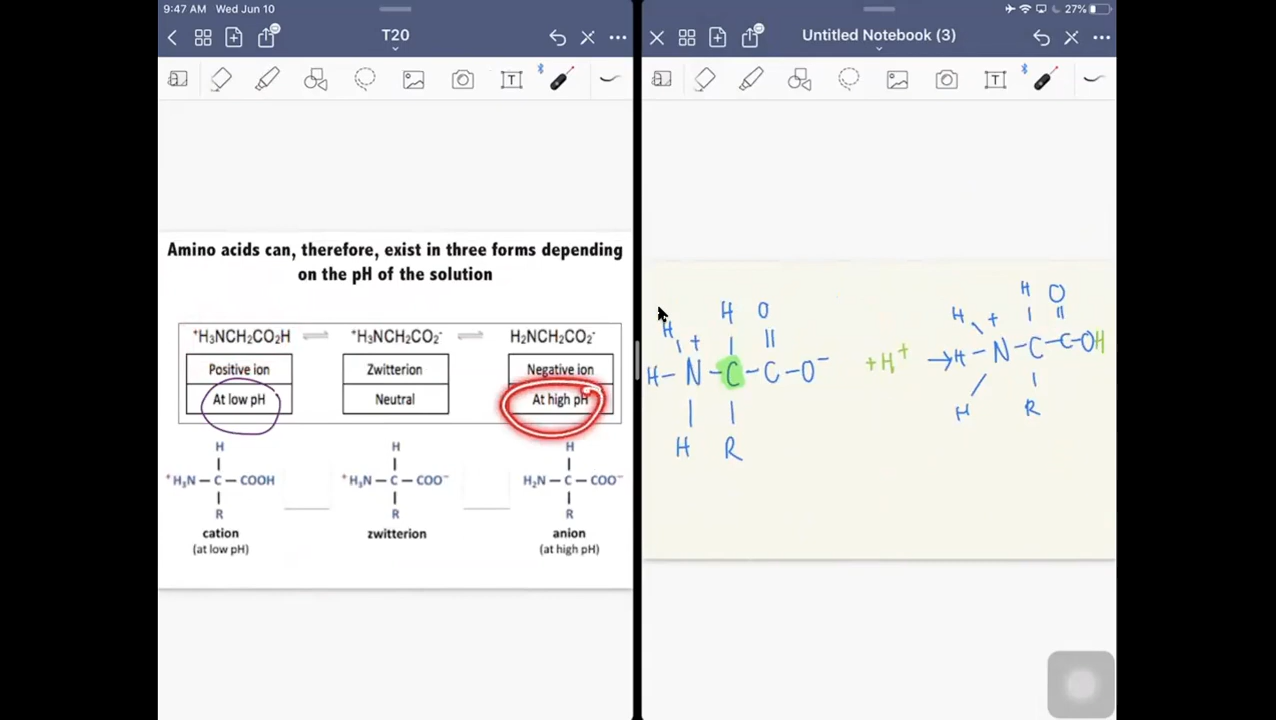 9:47 AM Wed Jun 10
27%
T20
Untitled Notebook (3)
T
T
Amino acids can, therefore, exist in three forms depending
on the pH of the solution
⁺H₃NCH₂CO₂H ⇌ ⁺H₃NCH₂CO₂⁻ ⇌ H₂NCH₂CO₂⁻
Positive ion Zwitterion Negative ion
At low pH Neutral At high pH
H H H
⁺H₃N — C — COOH ⁺H₃N — C — COO⁻ H₂N — C — COO⁻
R R R
cation zwitterion anion
(at low pH) (at high pH)
H H O
H – N⁺ – C – C – O⁻ + H⁺ →
H R
H H O
H – N⁺ – C – C – OH
H R